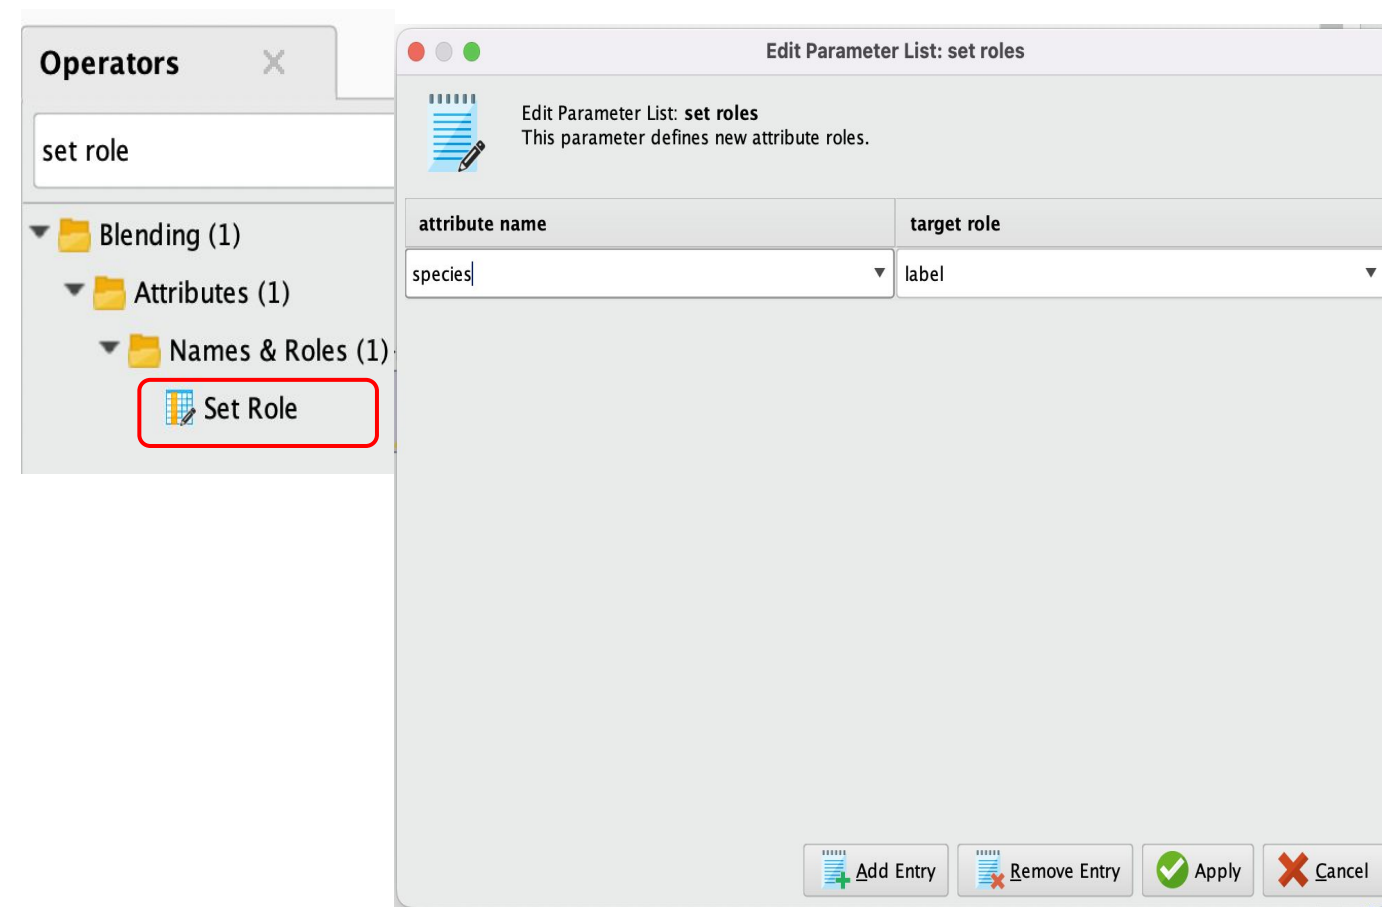 Operators
set role
Blending (1)
Attributes (1)
Names & Roles (1)
Set Role
Edit Parameter List: set roles
Edit Parameter List: set roles
This parameter defines new attribute roles.
attribute name target role
species label
Add Entry Remove Entry Apply Cancel